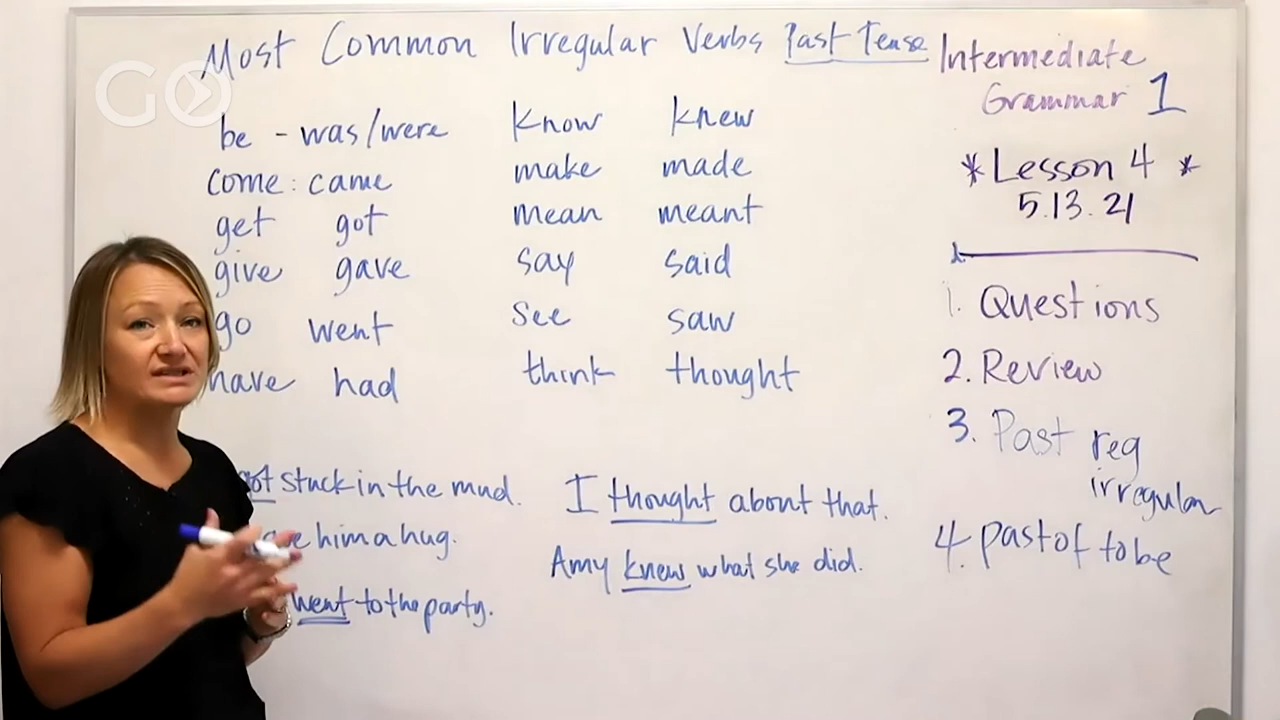 GO
Most Common Irregular Verbs Past Tense
be - was/were
come : came
get got
give gave
go went
have had
know knew
make made
mean meant
say said
see saw
think thought
got stuck in the mud.
him a hug.
went to the party.
I thought about that.
Amy knew what she did.
Intermediate
Grammar 1
* Lesson 4 *
5.13.21
1. Questions
2. Review
3. Past reg
irregular
4. past of to be